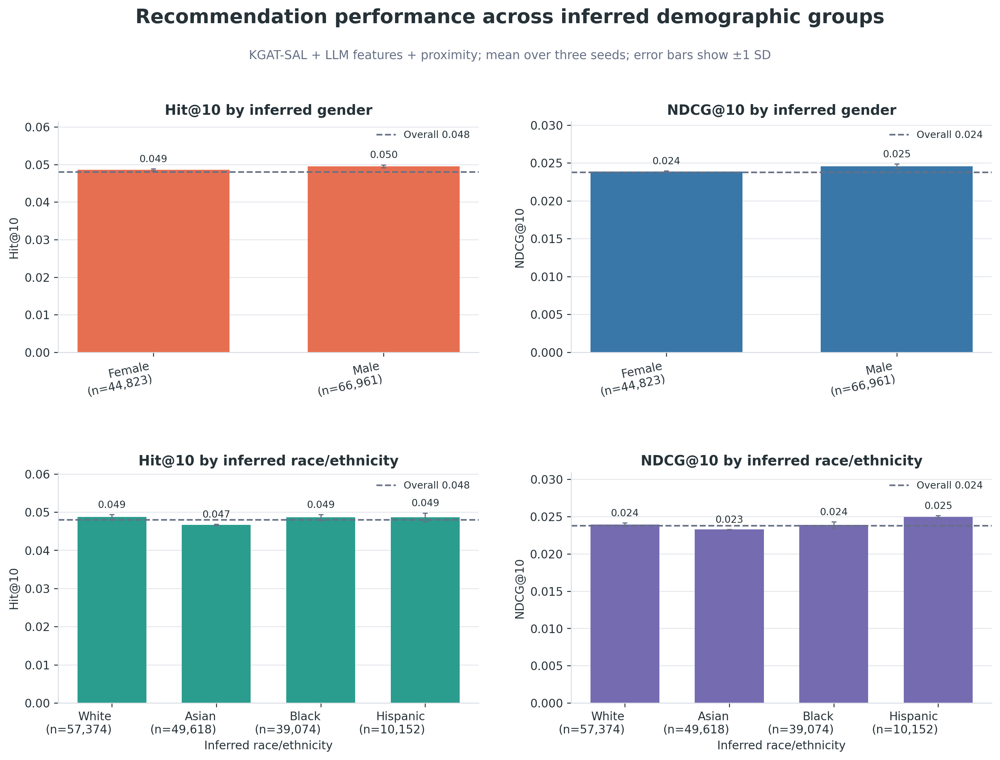 Recommendation performance across inferred demographic groups
KGAT-SAL + LLM features + proximity; mean over three seeds; error bars show ±1 SD
Hit@10 by inferred gender
0.06
0.05
0.04
0.03
0.02
0.01
0.00
Hit@10
Overall 0.048
0.049
0.050
Female
(n=44,823)
Male
(n=66,961)
NDCG@10 by inferred gender
0.030
0.025
0.020
0.015
0.010
0.005
0.000
NDCG@10
Overall 0.024
0.024
0.025
Female
(n=44,823)
Male
(n=66,961)
Hit@10 by inferred race/ethnicity
0.06
0.05
0.04
0.03
0.02
0.01
0.00
Hit@10
Overall 0.048
0.049
0.047
0.049
0.049
White
(n=57,374)
Asian
(n=49,618)
Black
(n=39,074)
Hispanic
(n=10,152)
Inferred race/ethnicity
NDCG@10 by inferred race/ethnicity
0.030
0.025
0.020
0.015
0.010
0.005
0.000
NDCG@10
Overall 0.024
0.024
0.023
0.024
0.025
White
(n=57,374)
Asian
(n=49,618)
Black
(n=39,074)
Hispanic
(n=10,152)
Inferred race/ethnicity